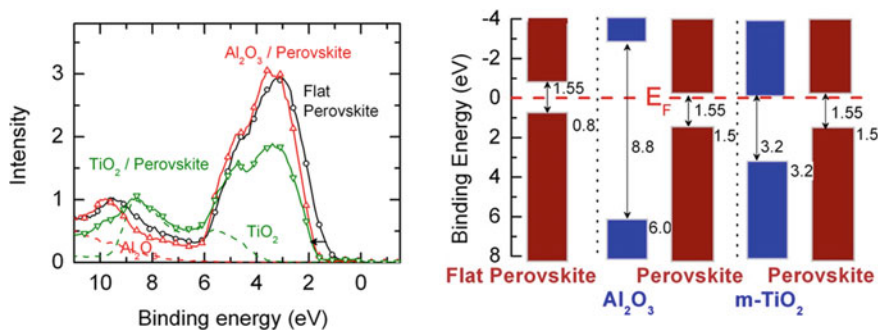 Al₂O₃ / Perovskite
Flat
Perovskite
TiO₂ / Perovskite
TiO₂
Al₂O
Intensity
3
2
1
0
10 8 6 4 2 0
Binding energy (eV)
Binding Energy (eV)
-4
-2
0
2
4
6
8
E_F
1.55
0.8
8.8
6.0
1.55
1.5
3.2
3.2
1.55
1.5
Flat Perovskite
Al₂O₃
Perovskite
m-TiO₂
Perovskite